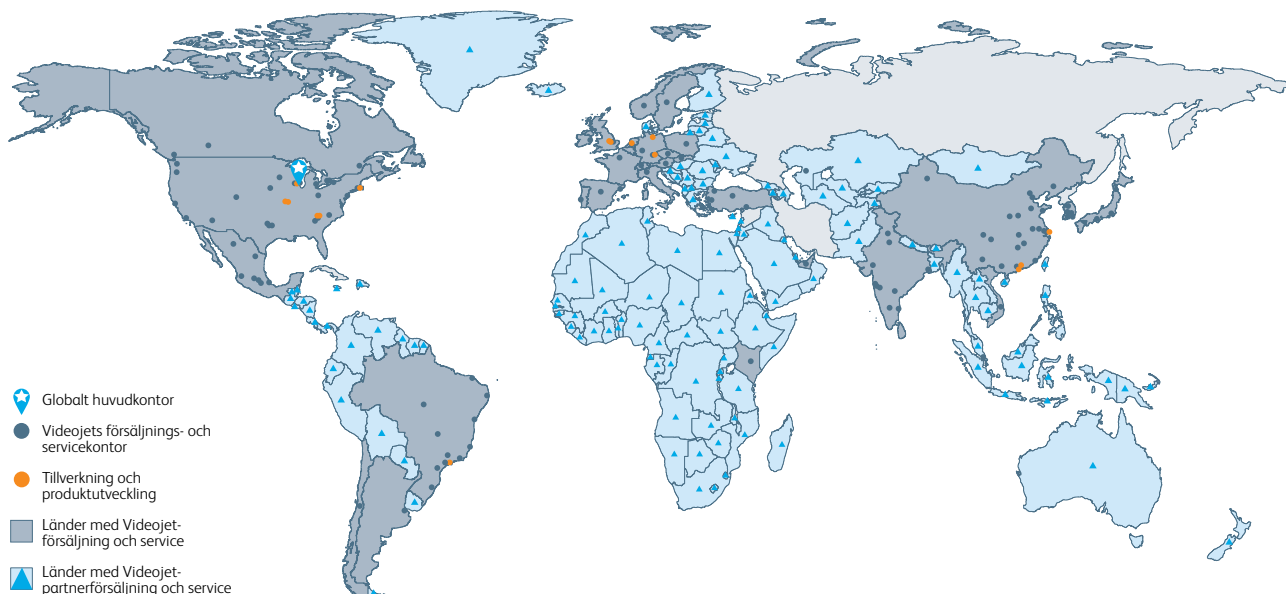 Globalt huvudkontor
Videojets försäljnings- och
servicekontor
Tillverkning och
produktutveckling
Länder med Videojet-
försäljning och service
Länder med Videojet-
partnerförsäljning och service